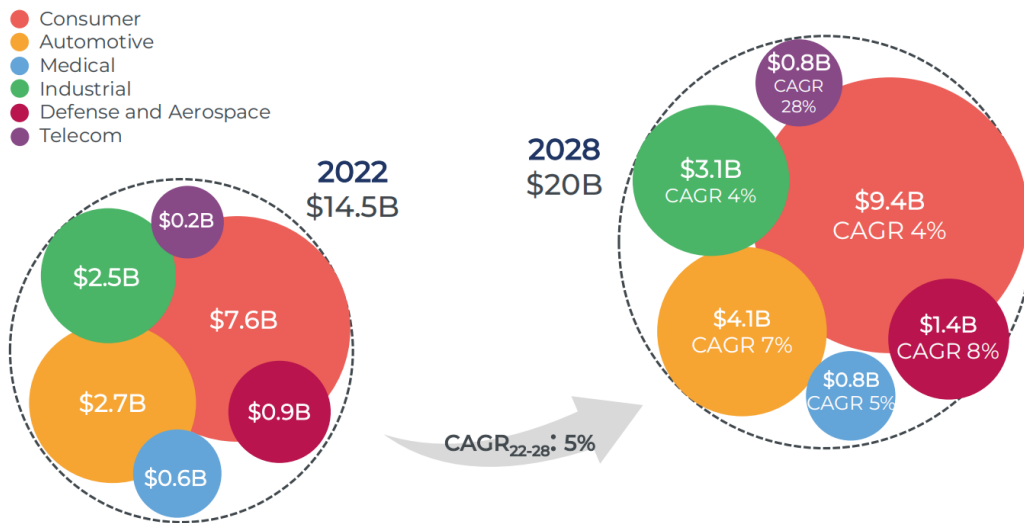 Consumer
Automotive
Medical
Industrial
Defense and Aerospace
Telecom
2022
$14.5B
$0.2B
$2.5B
$7.6B
$2.7B
$0.9B
$0.6B
CAGR22-28: 5%
2028
$20B
$0.8B
CAGR
28%
$3.1B
CAGR 4%
$9.4B
CAGR 4%
$4.1B
CAGR 7%
$1.4B
CAGR 8%
$0.8B
CAGR 5%